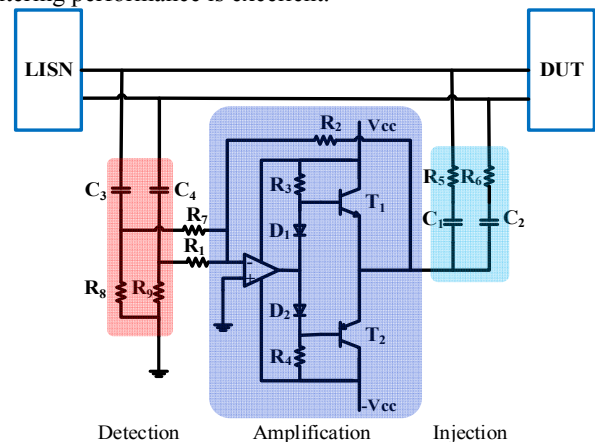 tering performance is excellent.
LISN
DUT
R2
Vcc
R3
T1
C3
C4
R7
D1
R5
R6
C1
C2
R1
-
+
R8
R9
D2
T2
R4
-Vcc
Detection Amplification Injection